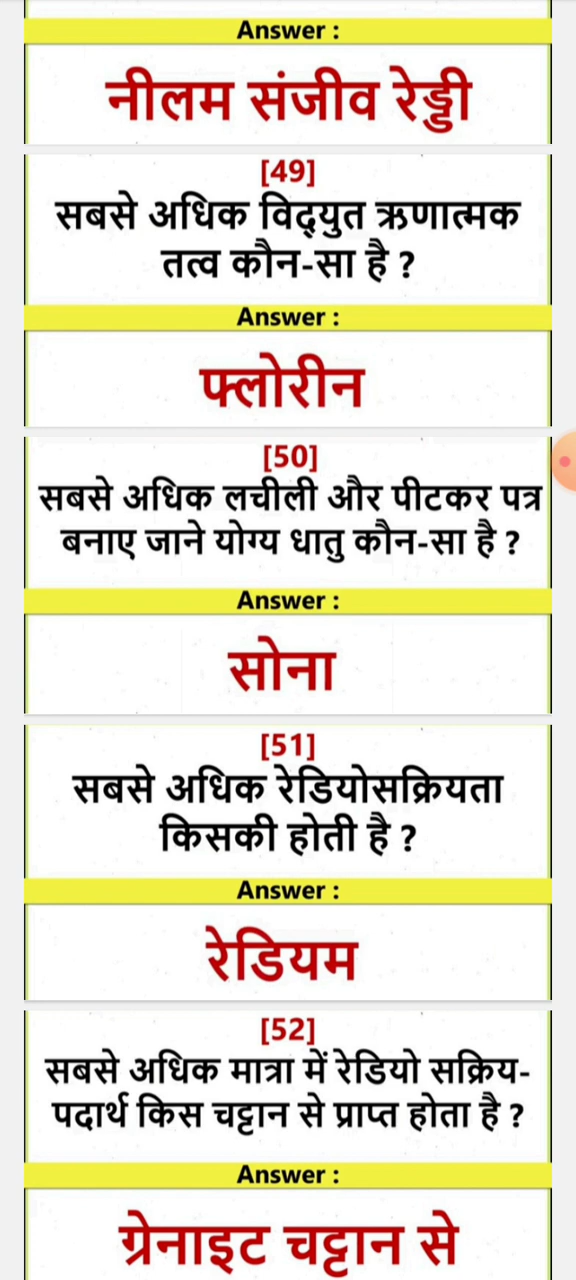 Answer :
नीलम संजीव रेड्डी
[49]
सबसे अधिक विद्युत ऋणात्मक
तत्व कौन-सा है ?
Answer :
फ्लोरीन
[50]
सबसे अधिक लचीली और पीटकर पत्र
बनाए जाने योग्य धातु कौन-सा है ?
Answer :
सोना
[51]
सबसे अधिक रेडियोसक्रियता
किसकी होती है ?
Answer :
रेडियम
[52]
सबसे अधिक मात्रा में रेडियो सक्रिय-
पदार्थ किस चट्टान से प्राप्त होता है ?
Answer :
ग्रेनाइट चट्टान से